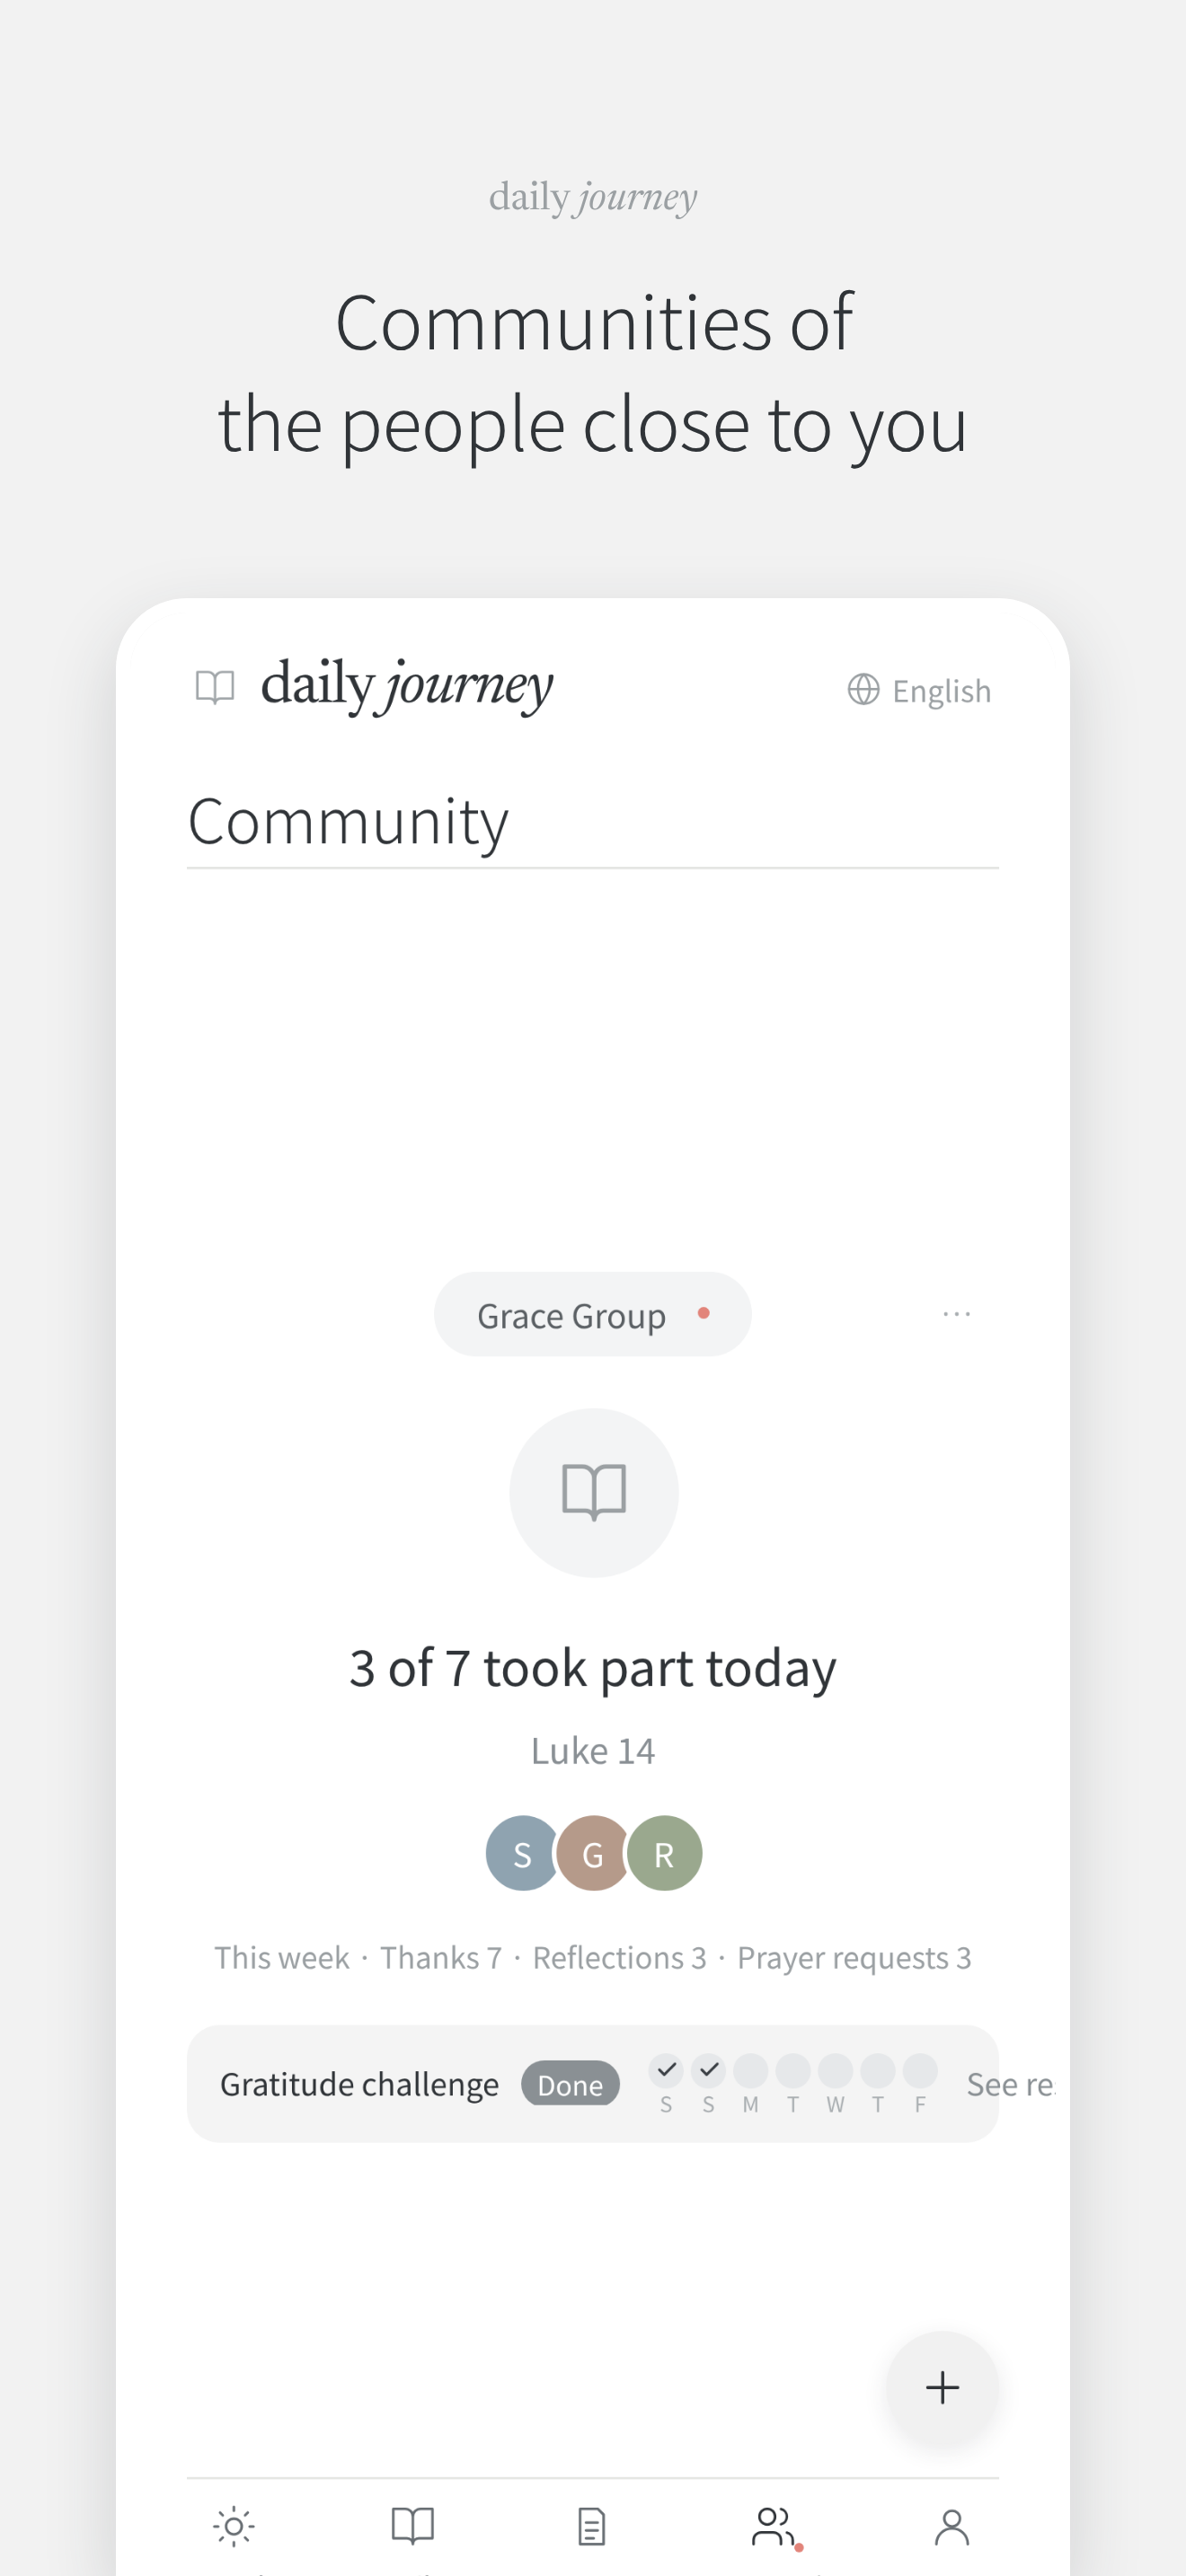 daily journey
Communities of
the people close to you
daily journey
English
Community
Grace Group
3 of 7 took part today
Luke 14
S G R
This week · Thanks 7 · Reflections 3 · Prayer requests 3
Gratitude challenge Done See
S S M T W T F